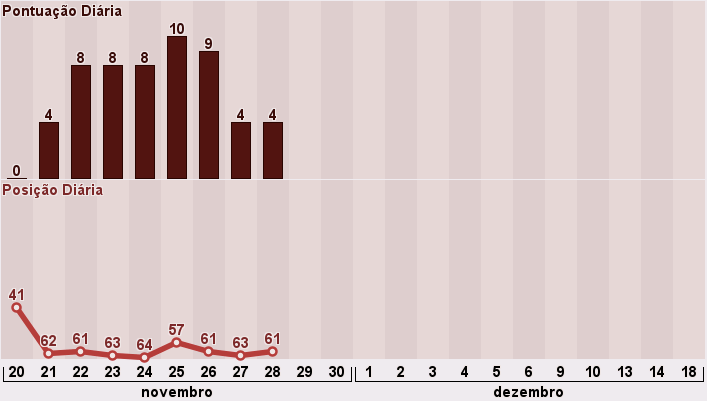 Pontuação Diária
0 4 8 8 8 10 9 4 4
Posição Diária
41 62 61 63 64 57 61 63 61
20 21 22 23 24 25 26 27 28 29 30 1 2 3 4 5 6 9 10 13 14 18
novembro dezembro